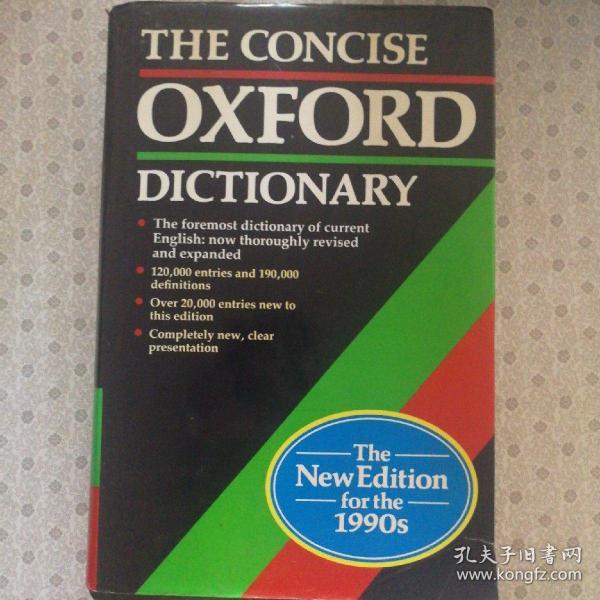 THE CONCISE
OXFORD
DICTIONARY
• The foremost dictionary of current
English: now thoroughly revised
and expanded
• 120,000 entries and 190,000
definitions
• Over 20,000 entries new to
this edition
• Completely new, clear
presentation
The
New Edition
for the
1990s
孔夫子旧书网
www.kongfz.com